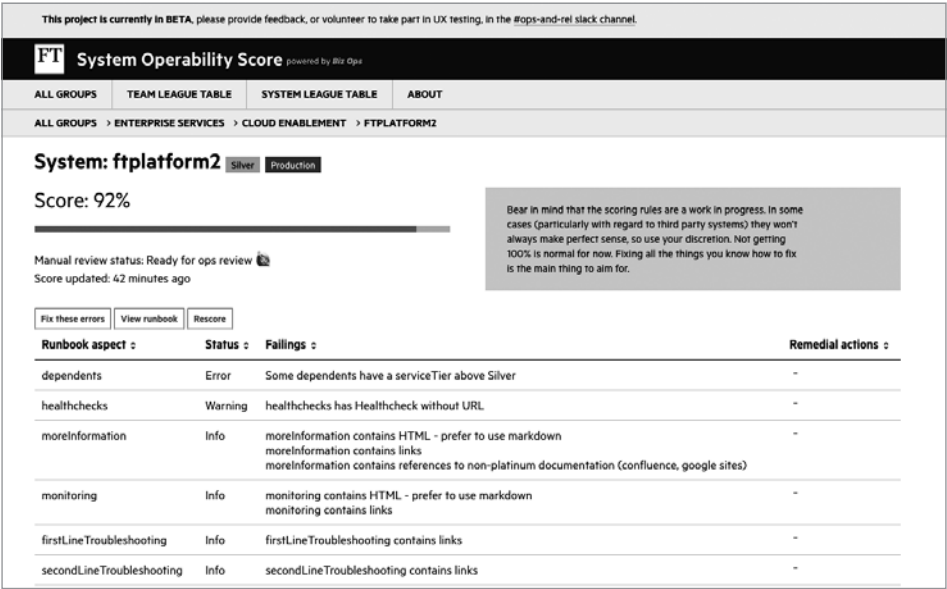 This project is currently in BETA, please provide feedback, or volunteer to take part in UX testing, in the #ops-and-rel slack channel.
FT System Operability Score powered by Biz Ops
ALL GROUPS TEAM LEAGUE TABLE SYSTEM LEAGUE TABLE ABOUT
ALL GROUPS > ENTERPRISE SERVICES > CLOUD ENABLEMENT > FTPLATFORM2
System: ftplatform2 Silver Production
Score: 92%
Bear in mind that the scoring rules are a work in progress. In some
cases (particularly with regard to third party systems) they won't
always make perfect sense, so use your discretion. Not getting
100% is normal for now. Fixing all the things you know how to fix
is the main thing to aim for.
Manual review status: Ready for ops review
Score updated: 42 minutes ago
Fix these errors View runbook Rescore
Runbook aspect Status Failings Remedial actions
dependents Error Some dependents have a serviceTier above Silver -
healthchecks Warning healthchecks has Healthcheck without URL -
moreInformation Info moreInformation contains HTML - prefer to use markdown -
moreInformation contains links
moreInformation contains references to non-platinum documentation (confluence, google sites)
monitoring Info monitoring contains HTML - prefer to use markdown -
monitoring contains links
firstLineTroubleshooting Info firstLineTroubleshooting contains links -
secondLineTroubleshooting Info secondLineTroubleshooting contains links -